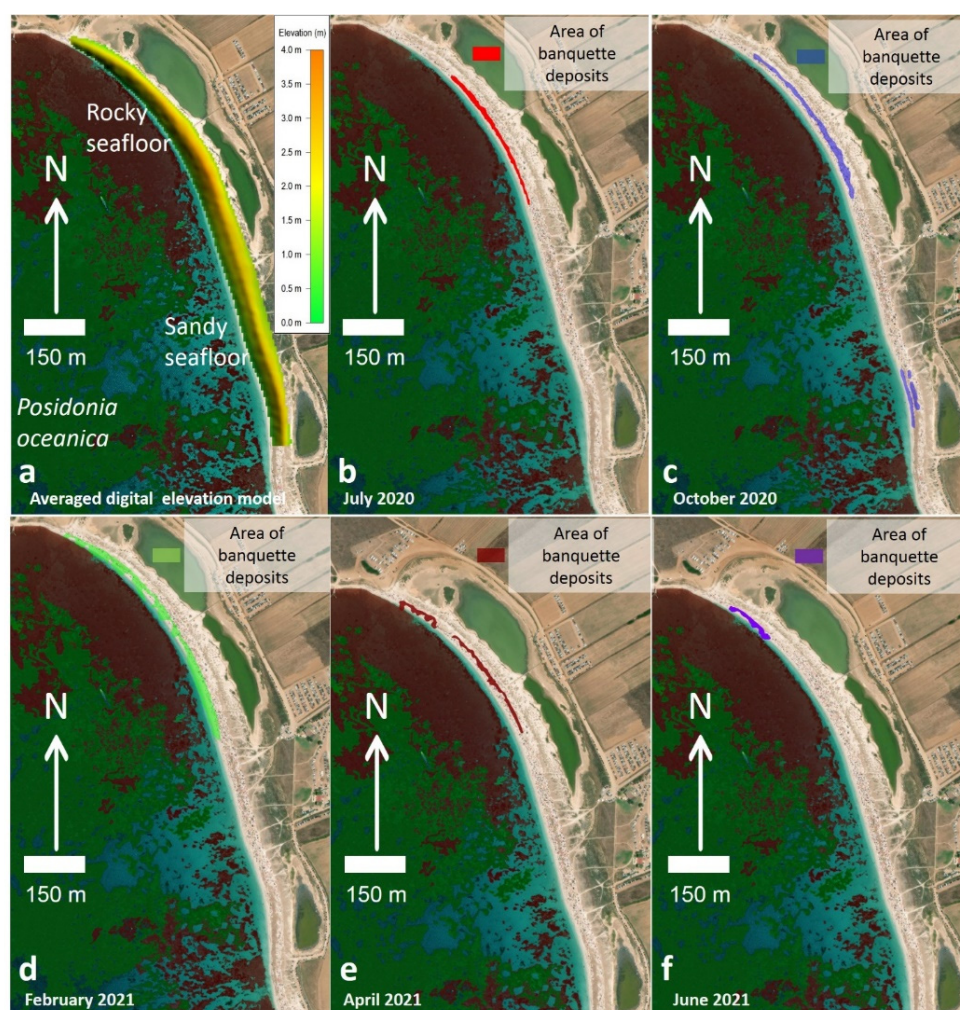 Elevation (m)
4.0 m
3.5 m
3.0 m
2.5 m
2.0 m
1.5 m
1.0 m
0.5 m
0.0 m
Rocky
seafloor
N
150 m
Sandy
seafloor
Posidonia
oceanica
a
Averaged digital elevation model
Area of
banquette
deposits
N
150 m
b
July 2020
Area of
banquette
deposits
N
150 m
c
October 2020
Area of
banquette
deposits
N
150 m
d
February 2021
Area of
banquette
deposits
N
150 m
e
April 2021
Area of
banquette
deposits
N
150 m
f
June 2021